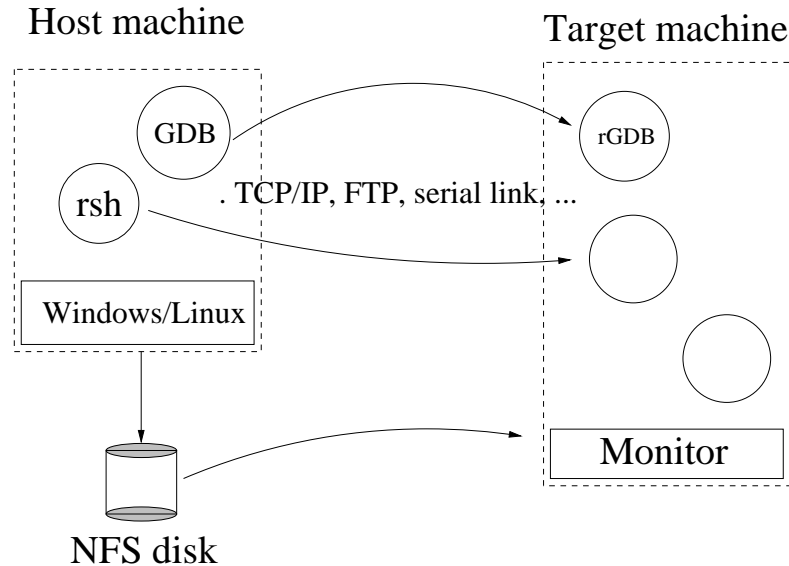 Host machine
Target machine
GDB
rGDB
rsh
. TCP/IP, FTP, serial link, ...
Windows/Linux
Monitor
NFS disk